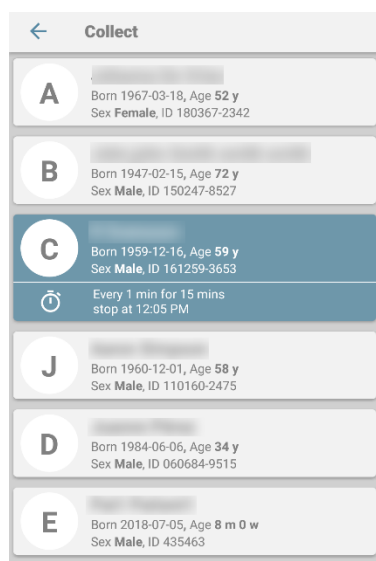 Collect
A
Born 1967-03-18, Age 52 y
Sex Female, ID 180367-2342
B
Born 1947-02-15, Age 72 y
Sex Male, ID 150247-8527
C
Born 1959-12-16, Age 59 y
Sex Male, ID 161259-3653
Every 1 min for 15 mins
stop at 12:05 PM
J
Born 1960-12-01, Age 58 y
Sex Male, ID 110160-2475
D
Born 1984-06-06, Age 34 y
Sex Male, ID 060684-9515
E
Born 2018-07-05, Age 8 m 0 w
Sex Male, ID 435463